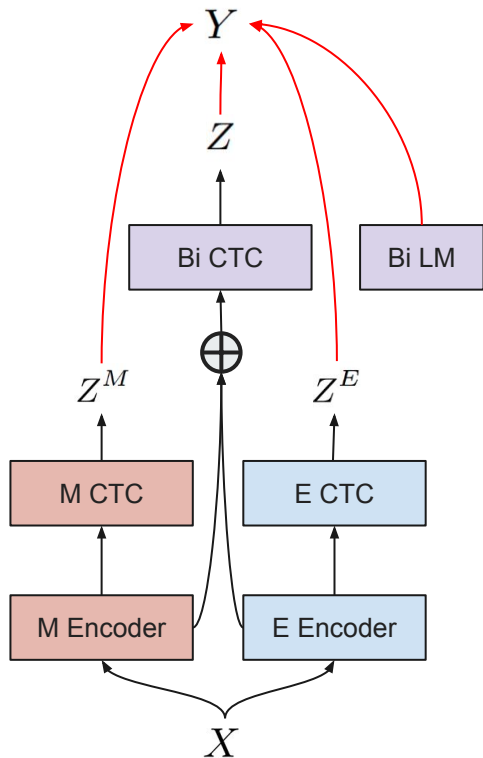 Y
Z
Bi CTC
Bi LM
Z^M
Z^E
M CTC
E CTC
M Encoder
E Encoder
X